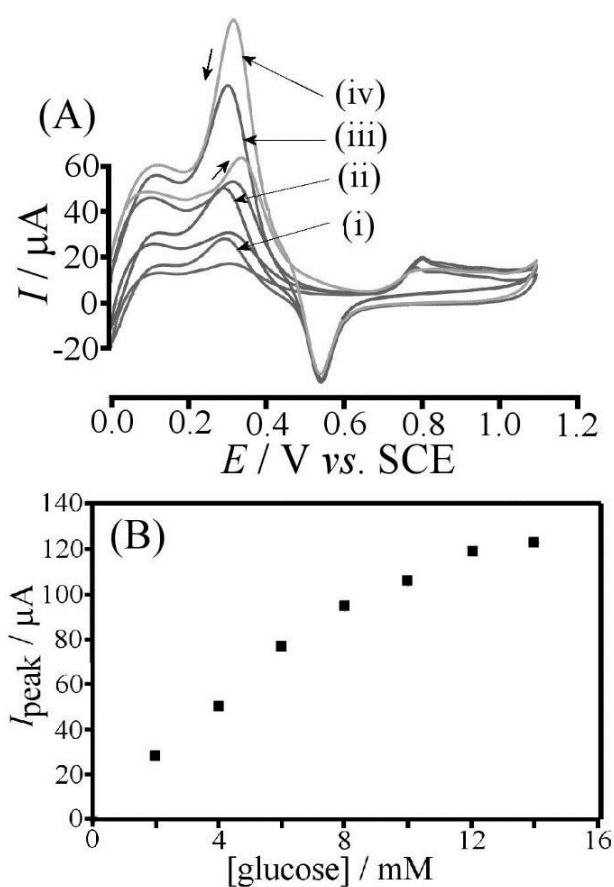 (A)
(iv)
(iii)
(ii)
(i)
60
40
20
0
-20
I / μA
0.0 0.2 0.4 0.6 0.8 1.0 1.2
E / V vs. SCE
(B)
140
120
100
80
60
40
20
0
I peak / μA
0 4 8 12 16
[glucose] / mM